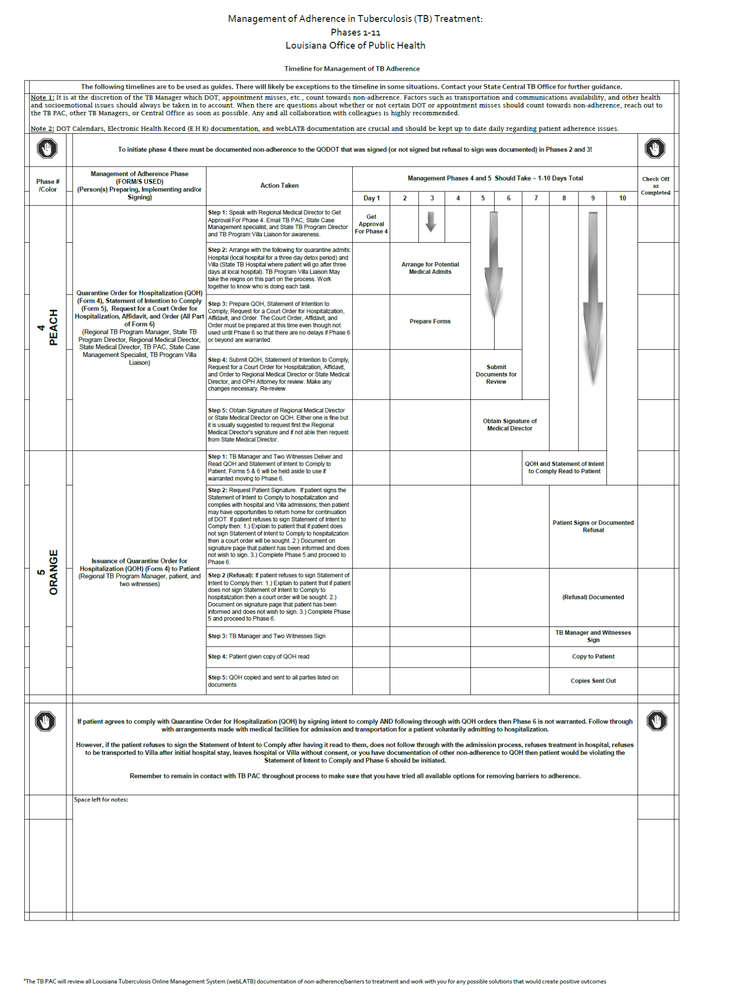 Management of Adherence in Tuberculosis (TB) Treatment:
Phases 1-11
Louisiana Office of Public Health
Timeline for Management of TB Adherence
The following timelines are to be used as guides. There will likely be exceptions to the timeline in some situations. Contact your State Central TB Office for further guidance.
Note 1: It is at the discretion of the TB Manager which DOT, appointment misses, etc., count towards non-adherence. Factors such as transportation and communications availability, and other health
and socioemotional issues should always be taken in to account. When there are questions about whether or not certain DOT or appointment misses should count towards non-adherence, reach out to
the TB PAC, other TB Managers, or Central Office as soon as possible. Any and all collaboration with colleagues is highly recommended.
Note 2: DOT Calendars, Electronic Health Record (E H R) documentation, and webLATB documentation are crucial and should be kept up to date daily regarding patient adherence issues.
To initiate phase 4 there must be documented non-adherence to the QODOT that was signed (or not signed but refusal to sign was documented) in Phases 2 and 3!
Phase #
/Color
Management of Adherence Phase
(FORM/S USED)
(Person(s) Preparing, Implementing and/or
Signing)
Action Taken
Management Phases 4 and 5 Should Take ~ 1-10 Days Total
Check Off
as
Completed
Day 1 2 3 4 5 6 7 8 9 10
4
PEACH
Quarantine Order for Hospitalization (QOH)
(Form 4), Statement of Intention to Comply
(Form 5), Request for a Court Order for
Hospitalization, Affidavit, and Order (All Part
of Form 6)
(Regional TB Program Manager, State TB
Program Director, Regional Medical Director,
State Medical Director, TB PAC, State Case
Management Specialist, TB Program Villa
Liaison)
Step 1: Speak with Regional Medical Director to Get
Approval For Phase 4. Email TB PAC, State Case
Management specialist, and State TB Program Director
and TB Program Villa Liaison for awareness.
Get
Approval
For Phase 4
Step 2: Arrange with the following for quarantine admits:
Hospital (local hospital for a three day detox period) and
Villa (State TB Hospital where patient will go after three
days at local hospital). TB Program Villa Liaison May
take the reigns on this part on the process. Work
together to know who is doing each task.
Arrange for Potential
Medical Admits
Step 3: Prepare QOH, Statement of Intention to
Comply, Request for a Court Order for Hospitalization,
Affidavit, and Order. The Court Order, Affidavit, and
Order must be prepared at this time even though not
used until Phase 6 so that there are no delays if Phase 6
or beyond are warranted.
Prepare Forms
Step 4: Submit QOH, Statement of Intention to Comply,
Request for a Court Order for Hospitalization, Affidavit,
and Order to Regional Medical Director or State Medical
Director, and OPH Attorney for review. Make any
changes necessary. Re-review.
Submit
Documents for
Review
Step 5: Obtain Signature of Regional Medical Director
or State Medical Director on QOH. Either one is fine but
it is usually suggested to request first the Regional
Medical Director's signature and if not able then request
from State Medical Director.
Obtain Signature of
Medical Director
5
ORANGE
Issuance of Quarantine Order for
Hospitalization (QOH) (Form 4) to Patient
(Regional TB Program Manager, patient, and
two witnesses)
Step 1: TB Manager and Two Witnesses Deliver and
Read QOH and Statement of Intent to Comply to
Patient. Forms 5 & 6 will be held aside to use if
warranted moving to Phase 6.
QOH and Statement of Intent
to Comply Read to Patient
Step 2: Request Patient Signature. If patient signs the
Statement of Intent to Comply to hospitalization and
complies with hospital and Villa admissions; then patient
may have opportunities to return home for continuation
of DOT. If patient refuses to sign Statement of Intent to
Comply then: 1.) Explain to patient that if patient does
not sign Statement of Intent to Comply to hospitalization
then a court order will be sought. 2.) Document on
signature page that patient has been informed and does
not wish to sign. 3.) Complete Phase 5 and proceed to
Phase 6.
Patient Signs or Documented
Refusal
Step 2 (Refusal): If patient refuses to sign Statement of
Intent to Comply then: 1.) Explain to patient that if patient
does not sign Statement of Intent to Comply to
hospitalization then a court order will be sought. 2.)
Document on signature page that patient has been
informed and does not wish to sign. 3.) Complete Phase
5 and proceed to Phase 6.
(Refusal) Documented
Step 3: TB Manager and Two Witnesses Sign
TB Manager and Witnesses
Sign
Step 4: Patient given copy of QOH read
Copy to Patient
Step 5: QOH copied and sent to all parties listed on
documents
Copies Sent Out
If patient agrees to comply with Quarantine Order for Hospitalization (QOH) by signing intent to comply AND following through with QOH orders then Phase 6 is not warranted. Follow through
with arrangements made with medical facilities for admission and transportation for a patient voluntarily admitting to hospitalization.
However, if the patient refuses to sign the Statement of Intent to Comply after having it read to them, does not follow through with the admission process, refuses treatment in hospital, refuses
to be transported to Villa after initial hospital stay, leaves hospital or Villa without consent, or you have documentation of other non-adherence to QOH then patient would be violating the
Statement of Intent to Comply and Phase 6 should be initiated.
Remember to remain in contact with TB PAC throughout process to make sure that you have tried all available options for removing barriers to adherence.
Space left for notes:
¹The TB PAC will review all Louisiana Tuberculosis Online Management System (webLATB) documentation of non-adherence/barriers to treatment and work with you for any possible solutions that would create positive outcomes